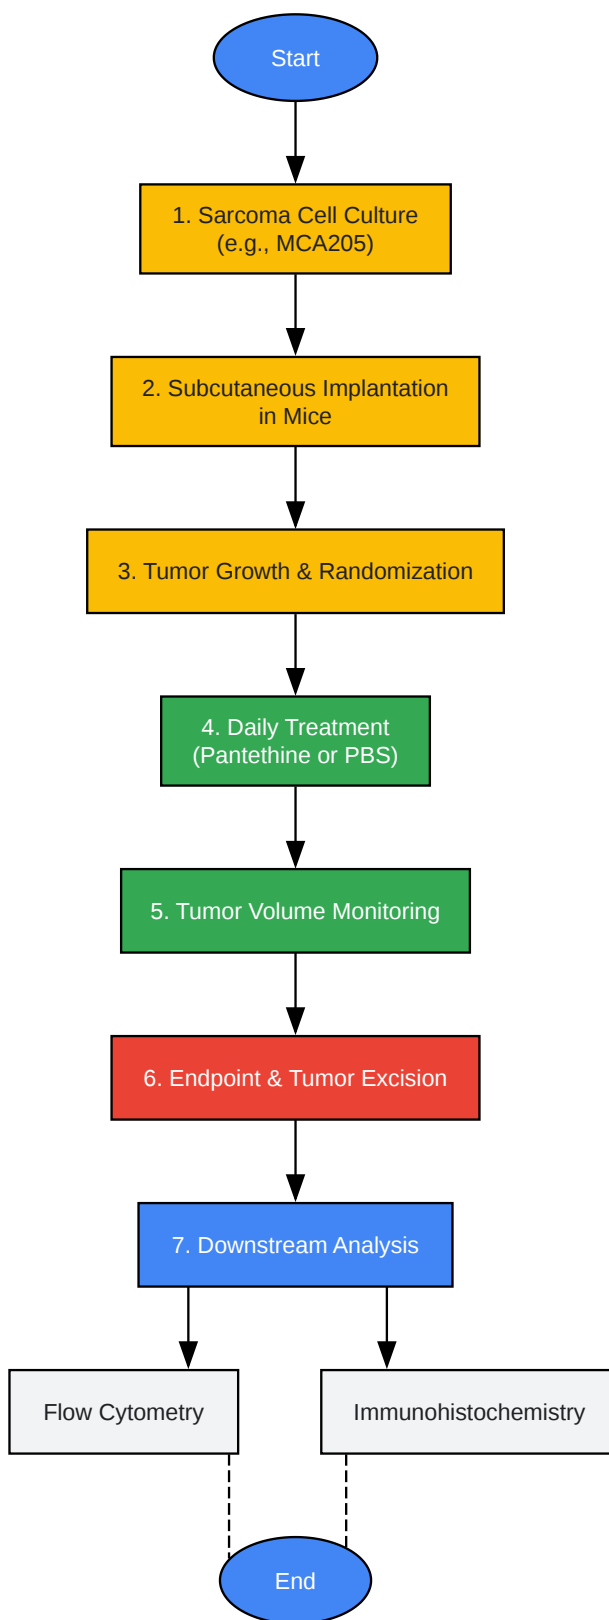 Start
1. Sarcoma Cell Culture
(e.g., MCA205)
2. Subcutaneous Implantation
in Mice
3. Tumor Growth & Randomization
4. Daily Treatment
(Pantethine or PBS)
5. Tumor Volume Monitoring
6. Endpoint & Tumor Excision
7. Downstream Analysis
Flow Cytometry
Immunohistochemistry
End